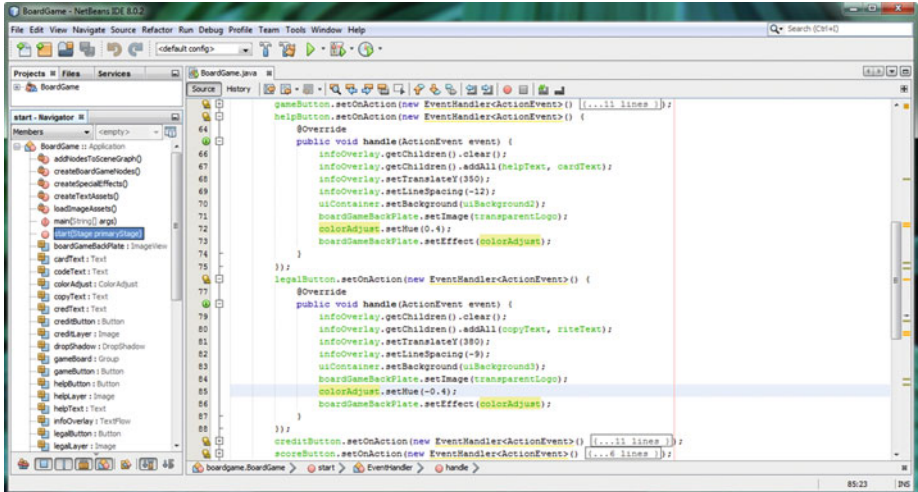 BoardGame - NetBeans IDE 8.0.2
File Edit View Navigate Source Refactor Run Debug Profile Team Tools Window Help
Search (Ctrl+I)
<default config>
Projects Files Services
BoardGame
start - Navigator
Members <empty>
BoardGame :: Application
addNodesToSceneGraph()
createBoardGameNodes()
createSpecialEffects()
createTextAssets()
loadImageAssets()
main(String[] args)
start(Stage primaryStage)
boardGameBackPlate : ImageView
cardText : Text
codeText : Text
colorAdjust : ColorAdjust
copyText : Text
credText : Text
creditButton : Button
creditLayer : Image
dropShadow : DropShadow
gameBoard : Group
gameButton : Button
helpButton : Button
helpLayer : Image
helpText : Text
infoOverlay : TextFlow
legalButton : Button
legalLayer : Image
BoardGame.java
Source History
gameButton.setOnAction(new EventHandler<ActionEvent>() {...11 lines });
helpButton.setOnAction(new EventHandler<ActionEvent>() {
64 @Override
public void handle(ActionEvent event) {
66 infoOverlay.getChildren().clear();
67 infoOverlay.getChildren().addAll(helpText, cardText);
68 infoOverlay.setTranslateY(350);
69 infoOverlay.setLineSpacing(-12);
70 uiContainer.setBackground(uiBackground2);
71 boardGameBackPlate.setImage(transparentLogo);
72 colorAdjust.setHue(0.4);
73 boardGameBackPlate.setEffect(colorAdjust);
74 }
75 });
legalButton.setOnAction(new EventHandler<ActionEvent>() {
77 @Override
public void handle(ActionEvent event) {
79 infoOverlay.getChildren().clear();
80 infoOverlay.getChildren().addAll(copyText, riteText);
81 infoOverlay.setTranslateY(380);
82 infoOverlay.setLineSpacing(-9);
83 uiContainer.setBackground(uiBackground3);
84 boardGameBackPlate.setImage(transparentLogo);
85 colorAdjust.setHue(-0.4);
86 boardGameBackPlate.setEffect(colorAdjust);
87 }
88 });
creditButton.setOnAction(new EventHandler<ActionEvent>() {...11 lines });
scoreButton.setOnAction(new EventHandler<ActionEvent>() {...6 lines });
boardgame.BoardGame start EventHandler handle
85:23 INS